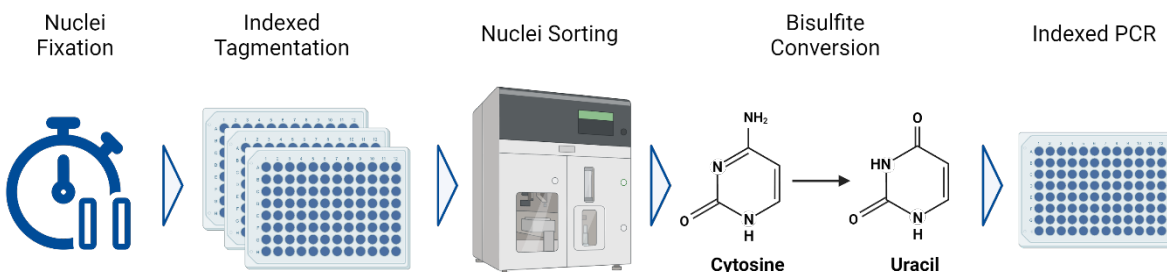 Nuclei
Fixation
Indexed
Tagmentation
Nuclei Sorting
Bisulfite
Conversion
Indexed PCR
NH₂
N
O
N
H
Cytosine
O
HN
O
N
H
Uracil